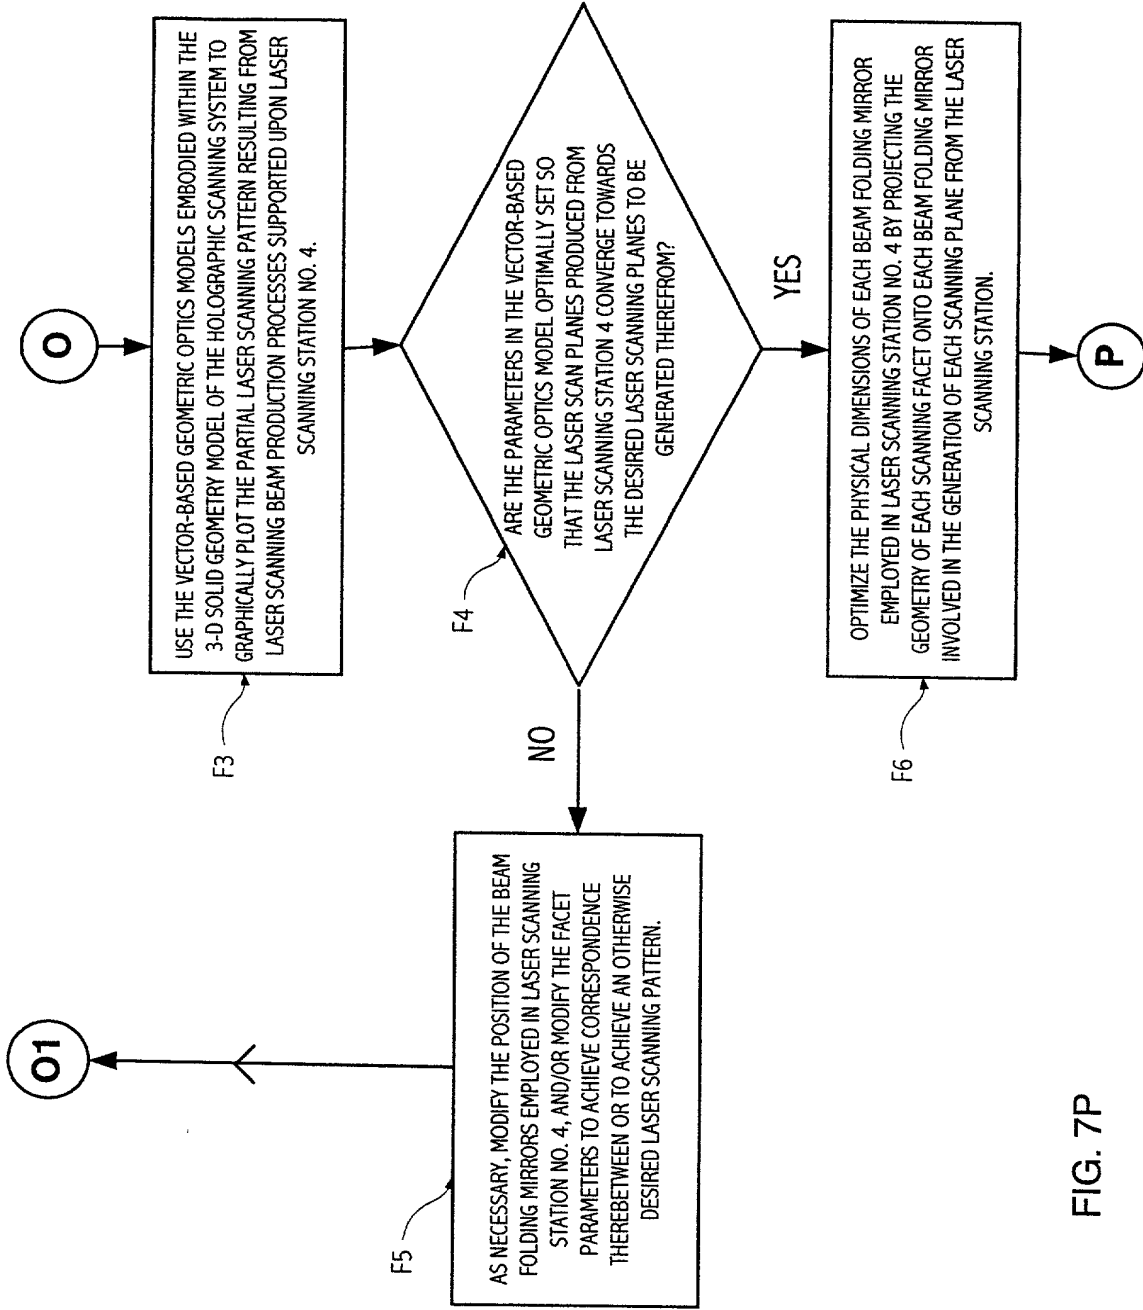 O
USE THE VECTOR-BASED GEOMETRIC OPTICS MODELS EMBODIED WITHIN THE
3-D SOLID GEOMETRY MODEL OF THE HOLOGRAPHIC SCANNING SYSTEM TO
GRAPHICALLY PLOT THE PARTIAL LASER SCANNING PATTERN RESULTING FROM
LASER SCANNING BEAM PRODUCTION PROCESSES SUPPORTED UPON LASER
SCANNING STATION NO. 4.
F3
ARE THE PARAMETERS IN THE VECTOR-BASED
GEOMETRIC OPTICS MODEL OPTIMALLY SET SO
THAT THE LASER SCAN PLANES PRODUCED FROM
LASER SCANNING STATION 4 CONVERGE TOWARDS
THE DESIRED LASER SCANNING PLANES TO BE
GENERATED THEREFROM?
F4
NO
YES
O1
AS NECESSARY, MODIFY THE POSITION OF THE BEAM
FOLDING MIRRORS EMPLOYED IN LASER SCANNING
STATION NO. 4, AND/OR MODIFY THE FACET
PARAMETERS TO ACHIEVE CORRESPONDENCE
THEREBETWEEN OR TO ACHIEVE AN OTHERWISE
DESIRED LASER SCANNING PATTERN.
F5
OPTIMIZE THE PHYSICAL DIMENSIONS OF EACH BEAM FOLDING MIRROR
EMPLOYED IN LASER SCANNING STATION NO. 4 BY PROJECTING THE
GEOMETRY OF EACH SCANNING FACET ONTO EACH BEAM FOLDING MIRROR
INVOLVED IN THE GENERATION OF EACH SCANNING PLANE FROM THE LASER
SCANNING STATION.
F6
P
FIG. 7P